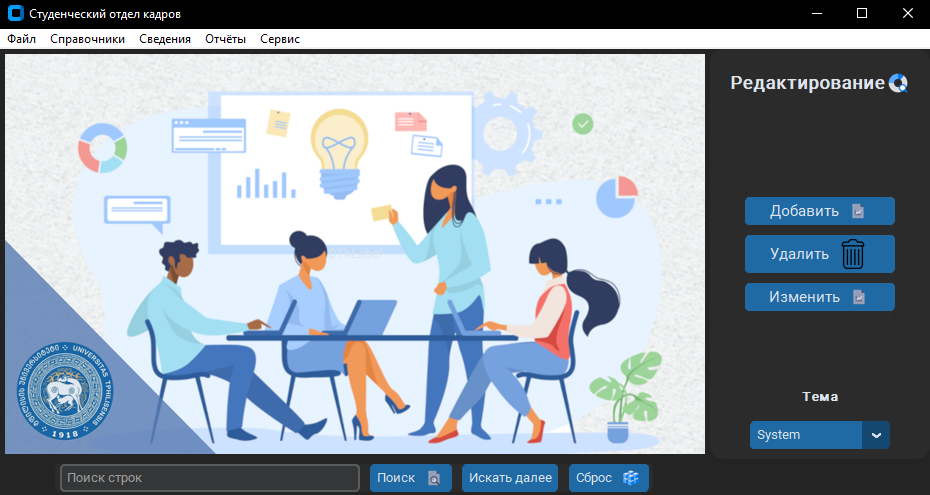 Студенческий отдел кадров
Файл Справочники Сведения Отчёты Сервис
Редактирование
Добавить
Удалить
Изменить
UNIVERSITAS TPHILISENSIS
1918
Тема
System
Поиск строк
Поиск
Искать далее
Сброс